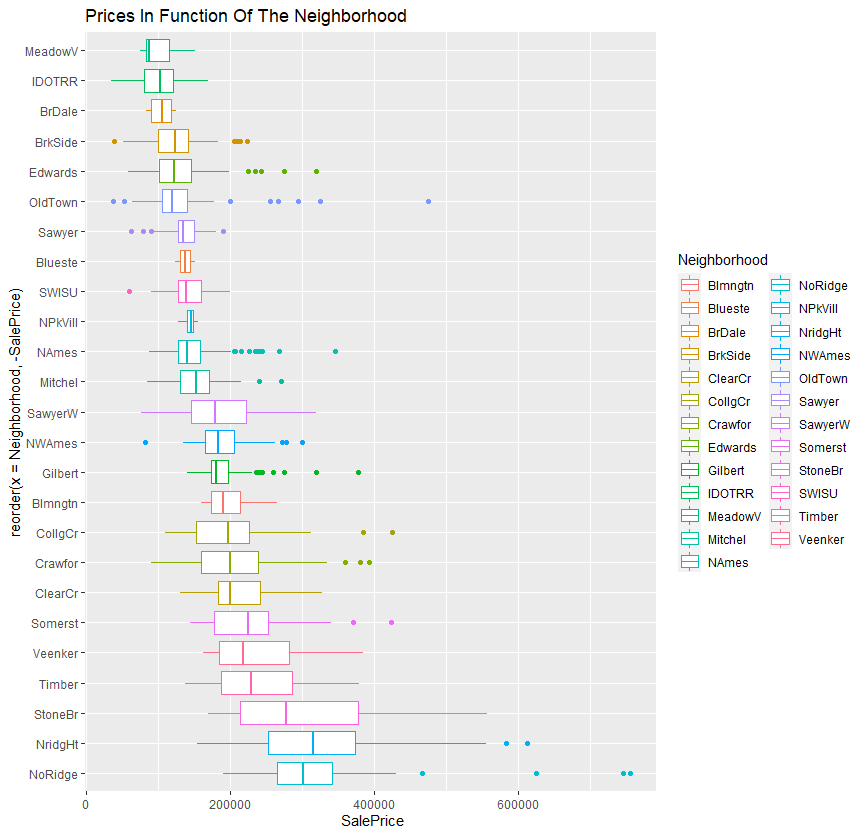 Prices In Function Of The Neighborhood
reorder(x = Neighborhood, -SalePrice)
MeadowV
IDOTRR
BrDale
BrkSide
Edwards
OldTown
Sawyer
Blueste
SWISU
NPkVill
NAmes
Mitchel
SawyerW
NWAmes
Gilbert
Blmngtn
CollgCr
Crawfor
ClearCr
Somerst
Veenker
Timber
StoneBr
NridgHt
NoRidge
0 200000 400000 600000
SalePrice
Neighborhood
Blmngtn NoRidge
Blueste NPkVill
BrDale NridgHt
BrkSide NWAmes
ClearCr OldTown
CollgCr Sawyer
Crawfor SawyerW
Edwards Somerst
Gilbert StoneBr
IDOTRR SWISU
MeadowV Timber
Mitchel Veenker
NAmes